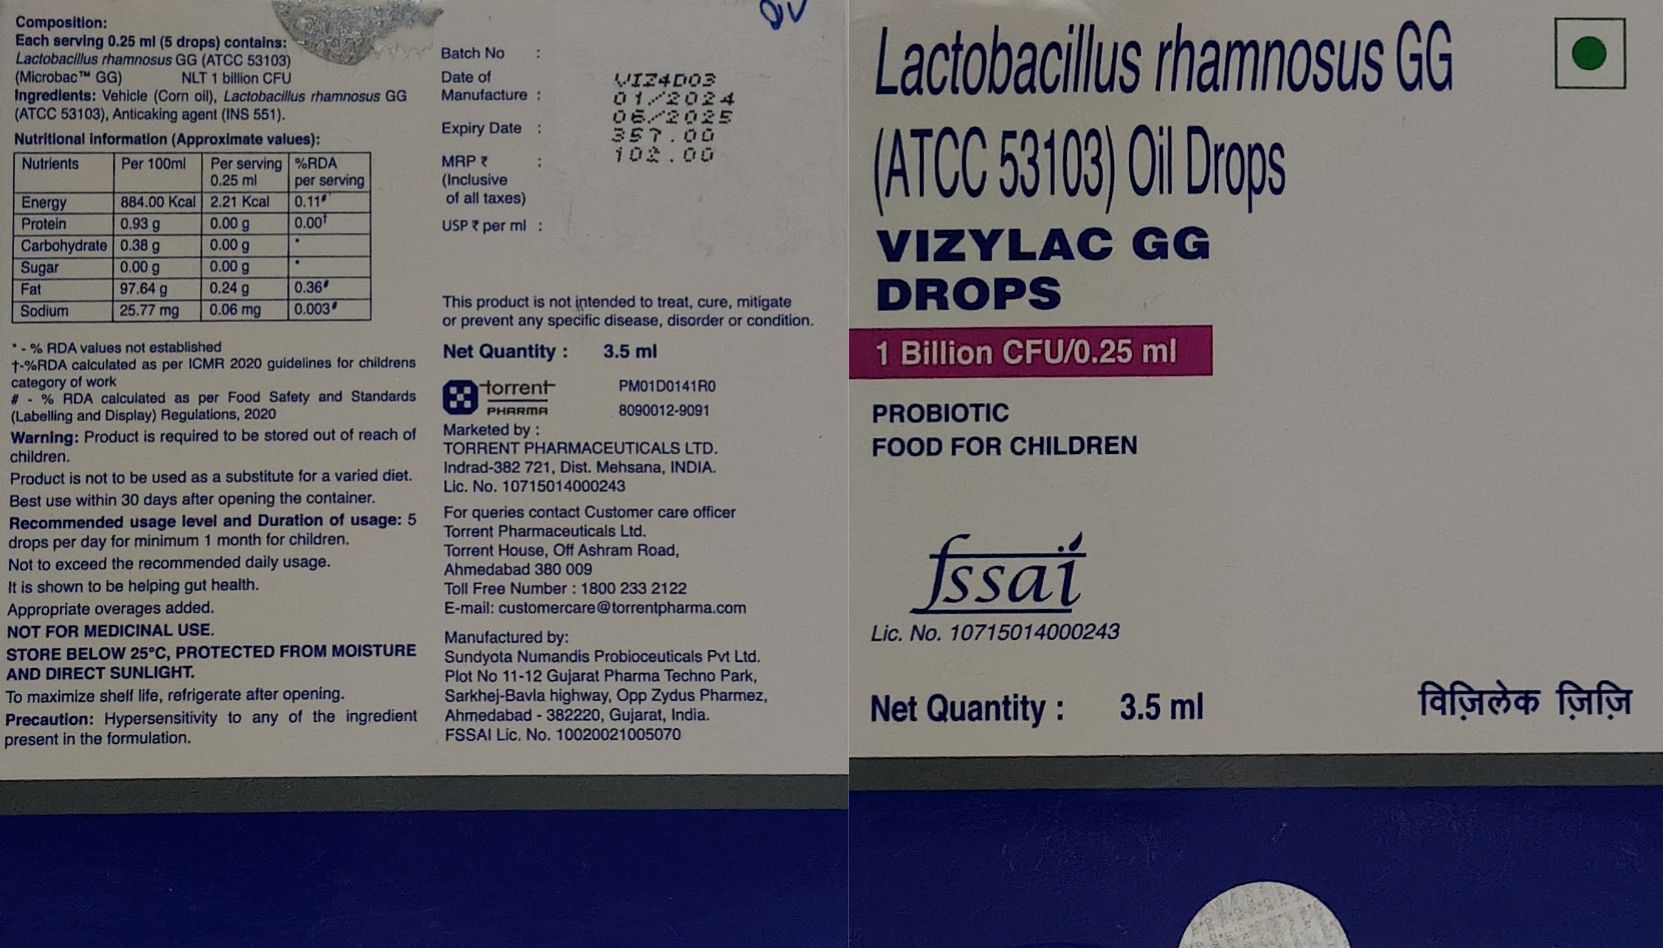 Composition:
Each serving 0.25 ml (5 drops) contains:
Lactobacillus rhamnosus GG (ATCC 53103)
(Microbac™ GG) NLT 1 billion CFU
Ingredients: Vehicle (Corn oil), Lactobacillus rhamnosus GG
(ATCC 53103), Anticaking agent (INS 551).
Nutritional information (Approximate values):
Nutrients Per 100ml Per serving 0.25 ml %RDA per serving
Energy 884.00 Kcal 2.21 Kcal 0.11#
Protein 0.93 g 0.00 g 0.00†
Carbohydrate 0.38 g 0.00 g *
Sugar 0.00 g 0.00 g *
Fat 97.64 g 0.24 g 0.36#
Sodium 25.77 mg 0.06 mg 0.003#
* - % RDA values not established
†-%RDA calculated as per ICMR 2020 guidelines for childrens
category of work
# - % RDA calculated as per Food Safety and Standards
(Labelling and Display) Regulations, 2020
Warning: Product is required to be stored out of reach of
children.
Product is not to be used as a substitute for a varied diet.
Best use within 30 days after opening the container.
Recommended usage level and Duration of usage: 5
drops per day for minimum 1 month for children.
Not to exceed the recommended daily usage.
It is shown to be helping gut health.
Appropriate overages added.
NOT FOR MEDICINAL USE.
STORE BELOW 25°C, PROTECTED FROM MOISTURE
AND DIRECT SUNLIGHT.
To maximize shelf life, refrigerate after opening.
Precaution: Hypersensitivity to any of the ingredient
present in the formulation.
Batch No :
Date of
Manufacture :
Expiry Date :
MRP ₹ :
(Inclusive
of all taxes)
USP ₹ per ml :
VIZ4D03
01/2024
06/2025
357.00
102.00
This product is not intended to treat, cure, mitigate
or prevent any specific disease, disorder or condition.
Net Quantity : 3.5 ml
torrent
PHARMA
PM01D0141R0
8090012-9091
Marketed by :
TORRENT PHARMACEUTICALS LTD.
Indrad-382 721, Dist. Mehsana, INDIA.
Lic. No. 10715014000243
For queries contact Customer care officer
Torrent Pharmaceuticals Ltd.
Torrent House, Off Ashram Road,
Ahmedabad 380 009
Toll Free Number : 1800 233 2122
E-mail: customercare@torrentpharma.com
Manufactured by:
Sundyota Numandis Probioceuticals Pvt Ltd.
Plot No 11-12 Gujarat Pharma Techno Park,
Sarkhej-Bavla highway, Opp Zydus Pharmez,
Ahmedabad - 382220, Gujarat, India.
FSSAI Lic. No. 10020021005070
Lactobacillus rhamnosus GG
(ATCC 53103) Oil Drops
VIZYLAC GG
DROPS
1 Billion CFU/0.25 ml
PROBIOTIC
FOOD FOR CHILDREN
fssai
Lic. No. 10715014000243
Net Quantity : 3.5 ml
विज़िलेक ज़िज़ि